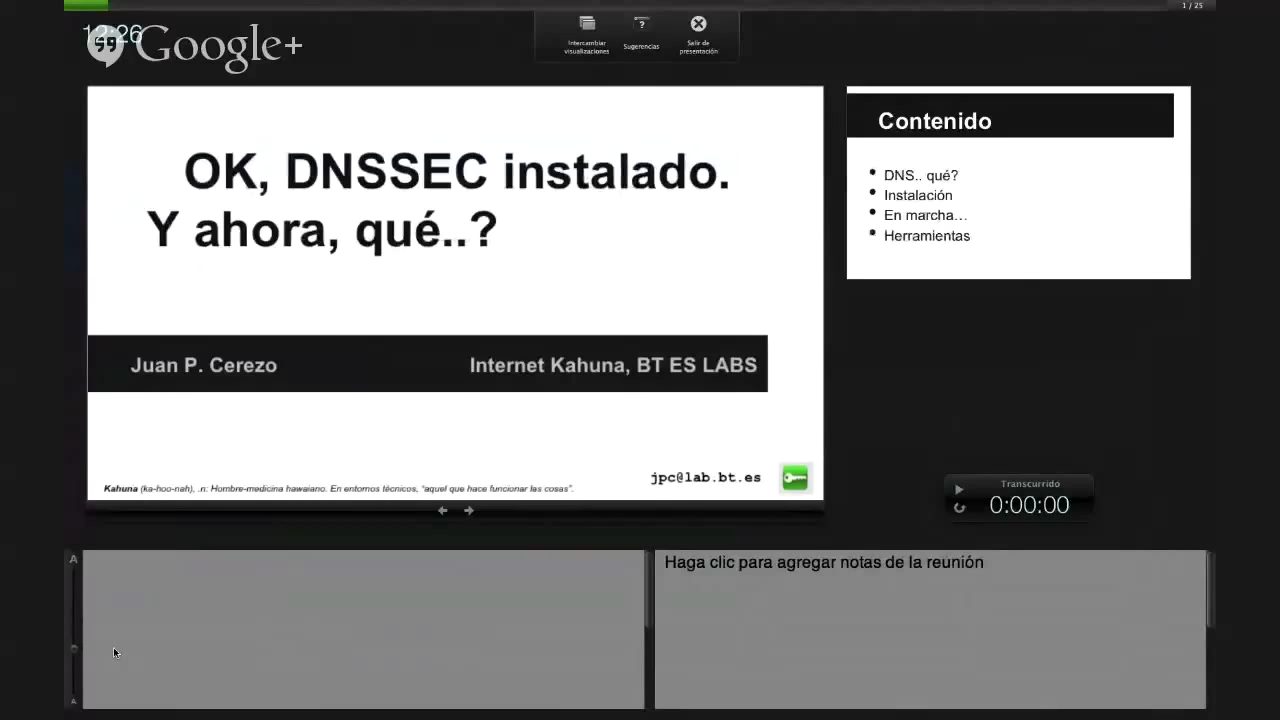 1 / 25
12:26
Google+
Intercambiar
visualizaciones
Sugerencias
Salir de
presentación
OK, DNSSEC instalado.
Y ahora, qué..?
Juan P. Cerezo
Internet Kahuna, BT ES LABS
jpc@lab.bt.es
Kahuna (ka-hoo-nah), .n: Hombre-medicina hawaiano. En entornos técnicos, "aquel que hace funcionar las cosas".
Contenido
• DNS.. qué?
• Instalación
• En marcha…
• Herramientas
Transcurrido
0:00:00
A
A
Haga clic para agregar notas de la reunión